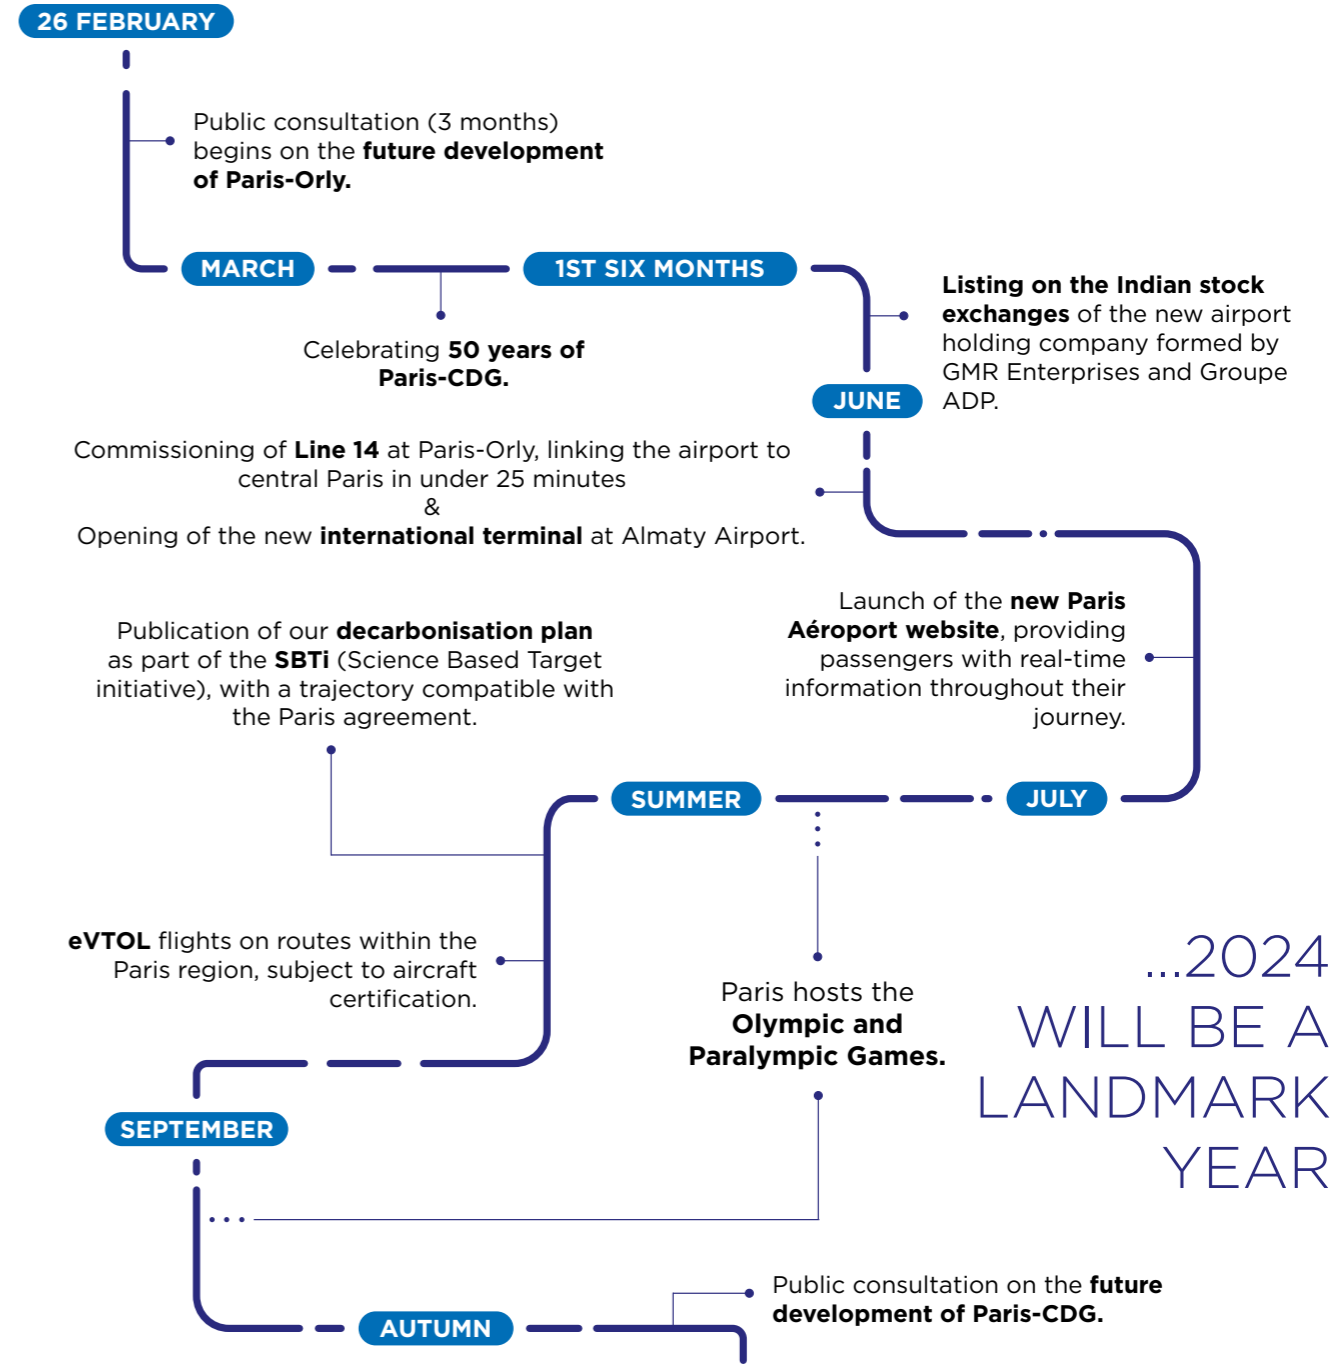 26 FEBRUARY
Public consultation (3 months)
begins on the future development
of Paris-Orly.
MARCH
Celebrating 50 years of
Paris-CDG.
1ST SIX MONTHS
Listing on the Indian stock
exchanges of the new airport
holding company formed by
GMR Enterprises and Groupe
ADP.
JUNE
Commissioning of Line 14 at Paris-Orly, linking the airport to
central Paris in under 25 minutes
&
Opening of the new international terminal at Almaty Airport.
Launch of the new Paris
Aéroport website, providing
passengers with real-time
information throughout their
journey.
JULY
Paris hosts the
Olympic and
Paralympic Games.
SUMMER
Publication of our decarbonisation plan
as part of the SBTi (Science Based Target
initiative), with a trajectory compatible with
the Paris agreement.
eVTOL flights on routes within the
Paris region, subject to aircraft
certification.
SEPTEMBER
AUTUMN
Public consultation on the future
development of Paris-CDG.
...2024
WILL BE A
LANDMARK
YEAR